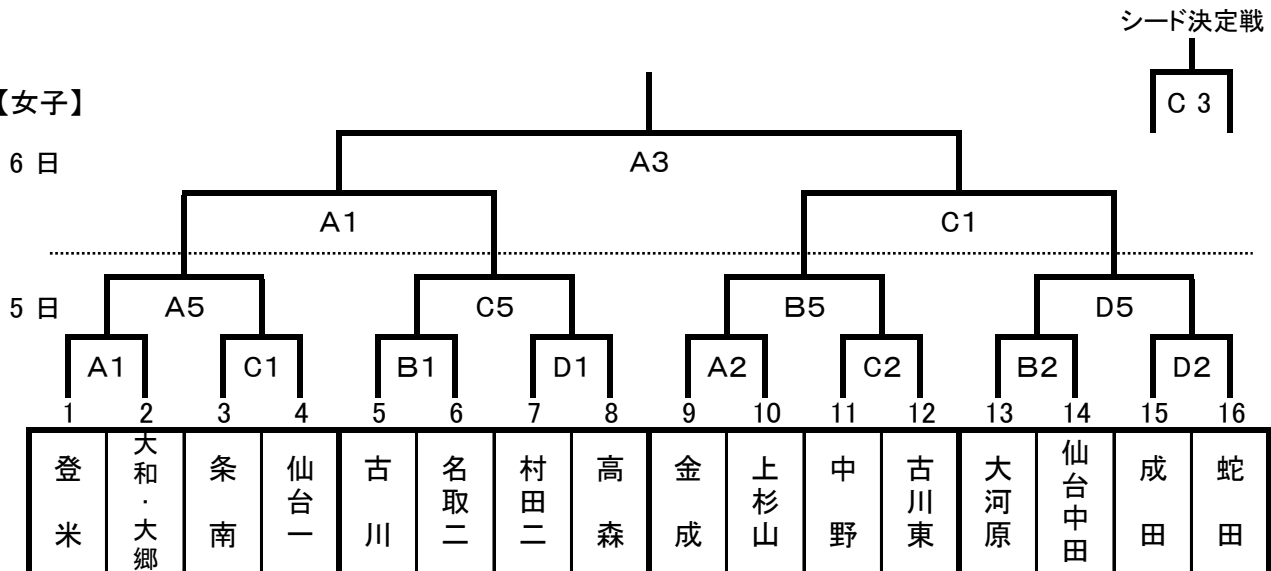 シード決定戦
C 3
【女子】
6 日
A3
A1
C1
5 日
A5
C5
B5
D5
A1
C1
B1
D1
A2
C2
B2
D2
1 2 3 4 5 6 7 8 9 10 11 12 13 14 15 16
登米
大和・大郷
条南
仙台一
古川
名取二
村田二
高森
金成
上杉山
中野
古川東
大河原
仙台中田
成田
蛇田